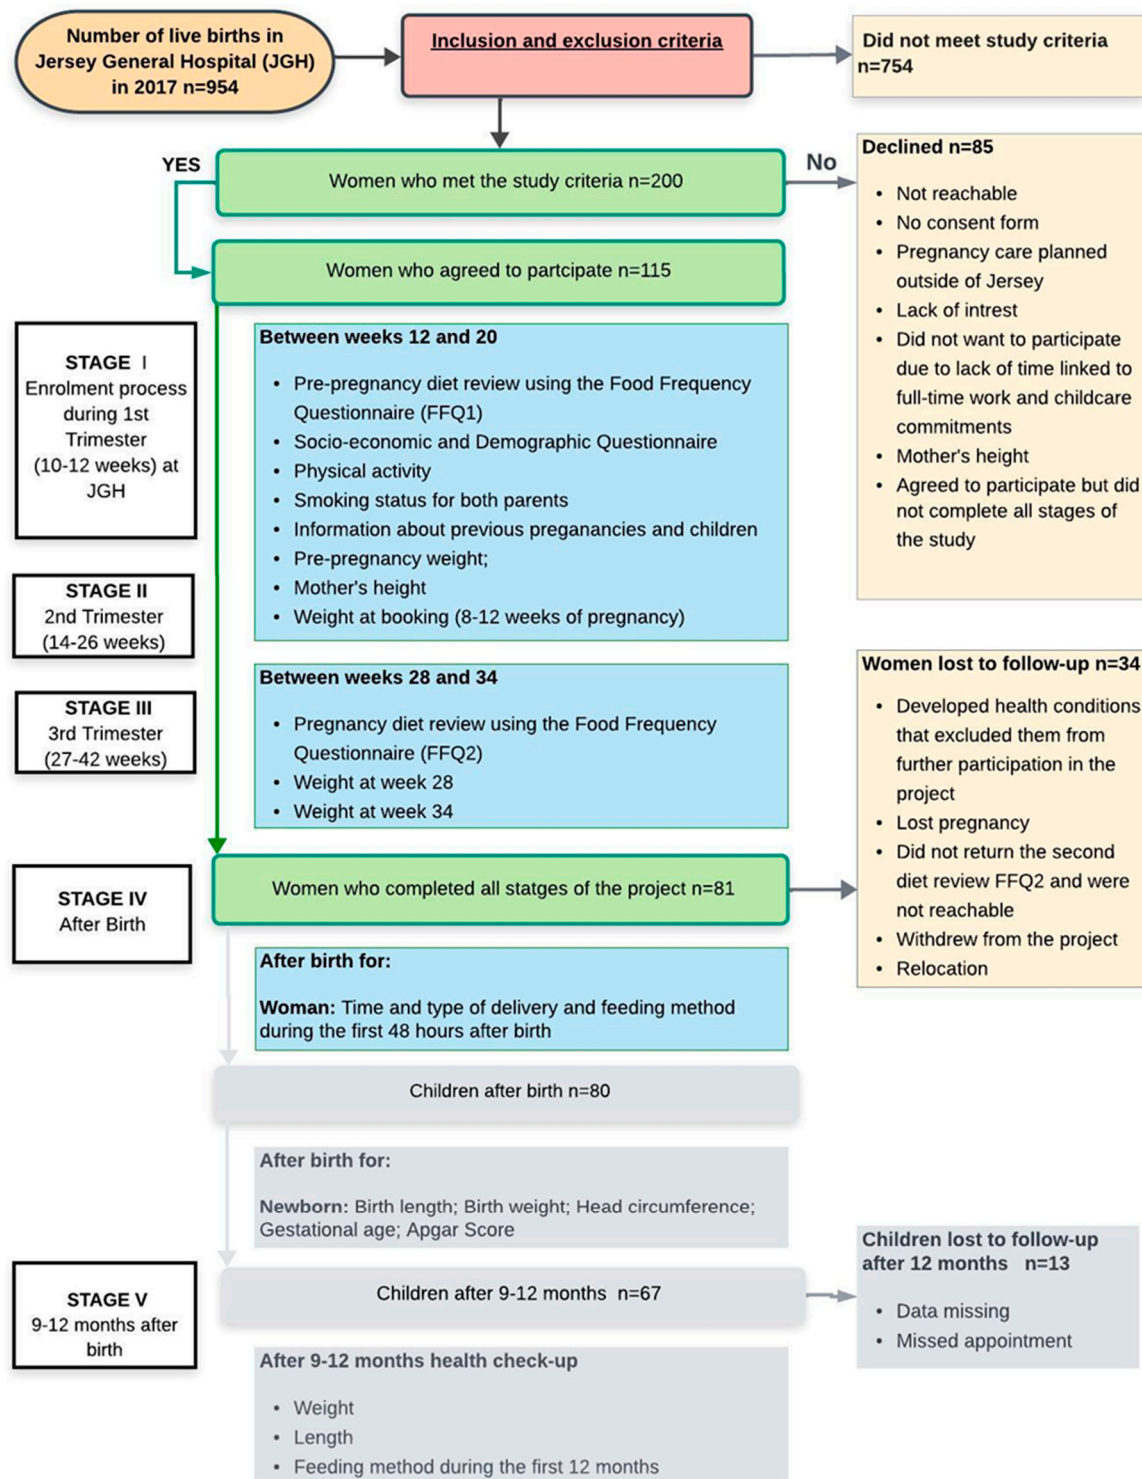 Number of live births in
Jersey General Hospital (JGH)
in 2017 n=954
Inclusion and exclusion criteria
Did not meet study criteria
n=754
YES
Women who met the study criteria n=200
No
Declined n=85
• Not reachable
• No consent form
• Pregnancy care planned
outside of Jersey
• Lack of intrest
• Did not want to participate
due to lack of time linked to
full-time work and childcare
commitments
• Mother's height
• Agreed to participate but did
not complete all stages of
the study
Women who agreed to partcipate n=115
STAGE I
Enrolment process
during 1st
Trimester
(10-12 weeks) at
JGH
Between weeks 12 and 20
• Pre-pregnancy diet review using the Food Frequency
Questionnaire (FFQ1)
• Socio-economic and Demographic Questionnaire
• Physical activity
• Smoking status for both parents
• Information about previous preganancies and children
• Pre-pregnancy weight;
• Mother's height
• Weight at booking (8-12 weeks of pregnancy)
STAGE II
2nd Trimester
(14-26 weeks)
STAGE III
3rd Trimester
(27-42 weeks)
Between weeks 28 and 34
• Pregnancy diet review using the Food Frequency
Questionnaire (FFQ2)
• Weight at week 28
• Weight at week 34
Women lost to follow-up n=34
• Developed health conditions
that excluded them from
further participation in the
project
• Lost pregnancy
• Did not return the second
diet review FFQ2 and were
not reachable
• Withdrew from the project
• Relocation
STAGE IV
After Birth
Women who completed all statges of the project n=81
After birth for:
Woman: Time and type of delivery and feeding method
during the first 48 hours after birth
Children after birth n=80
After birth for:
Newborn: Birth length; Birth weight; Head circumference;
Gestational age; Apgar Score
STAGE V
9-12 months after
birth
Children after 9-12 months n=67
Children lost to follow-up
after 12 months n=13
• Data missing
• Missed appointment
After 9-12 months health check-up
• Weight
• Length
• Feeding method during the first 12 months